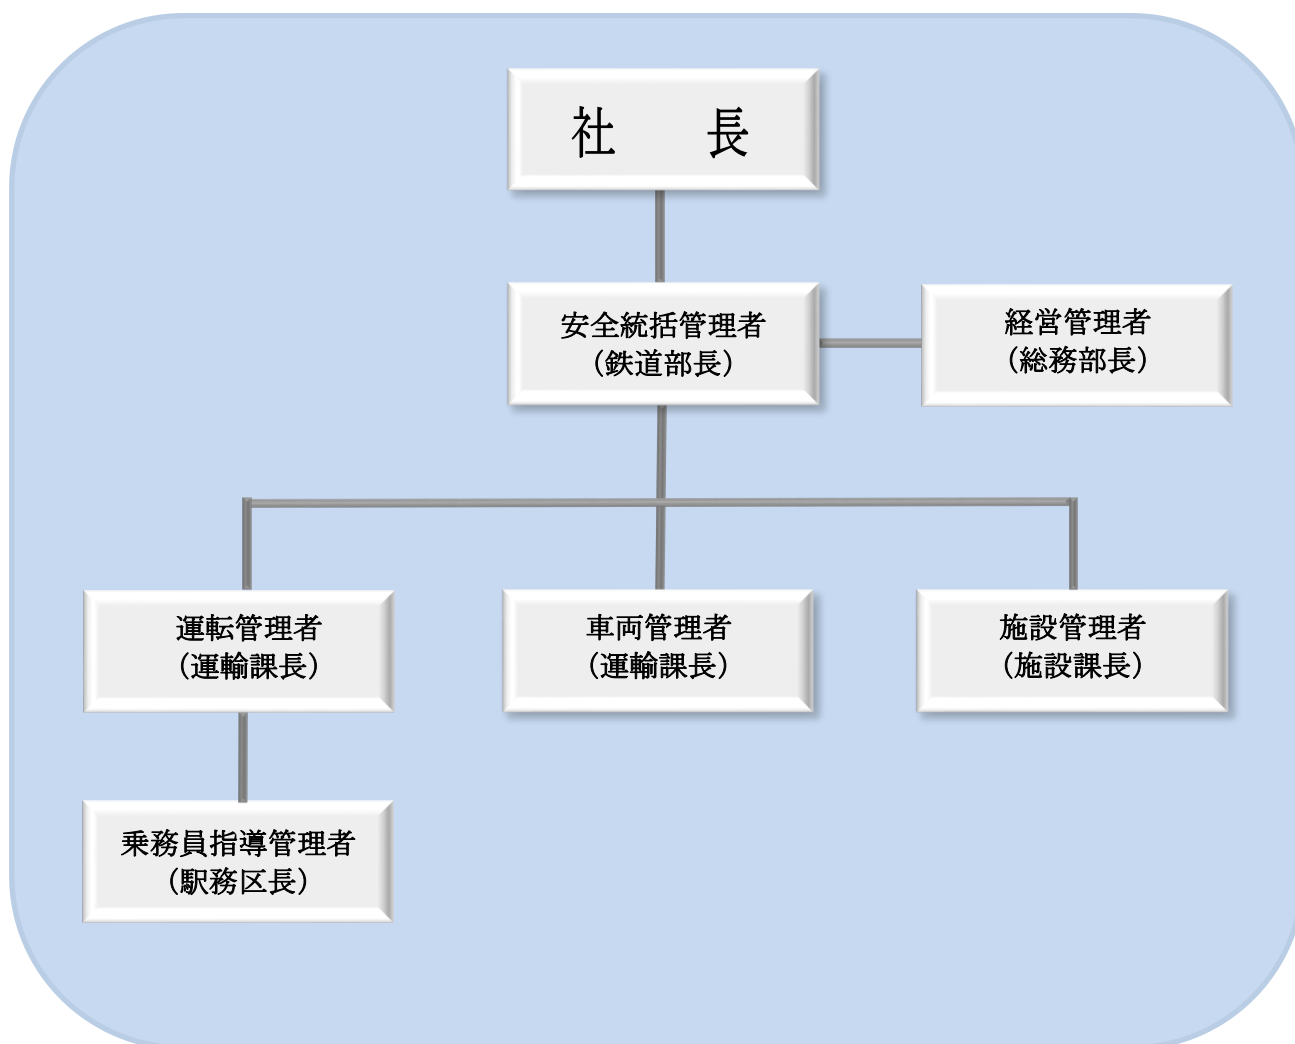 社　　長
安全統括管理者
（鉄道部長）
経営管理者
（総務部長）
運転管理者
（運輸課長）
車両管理者
（運輸課長）
施設管理者
（施設課長）
乗務員指導管理者
（駅務区長）